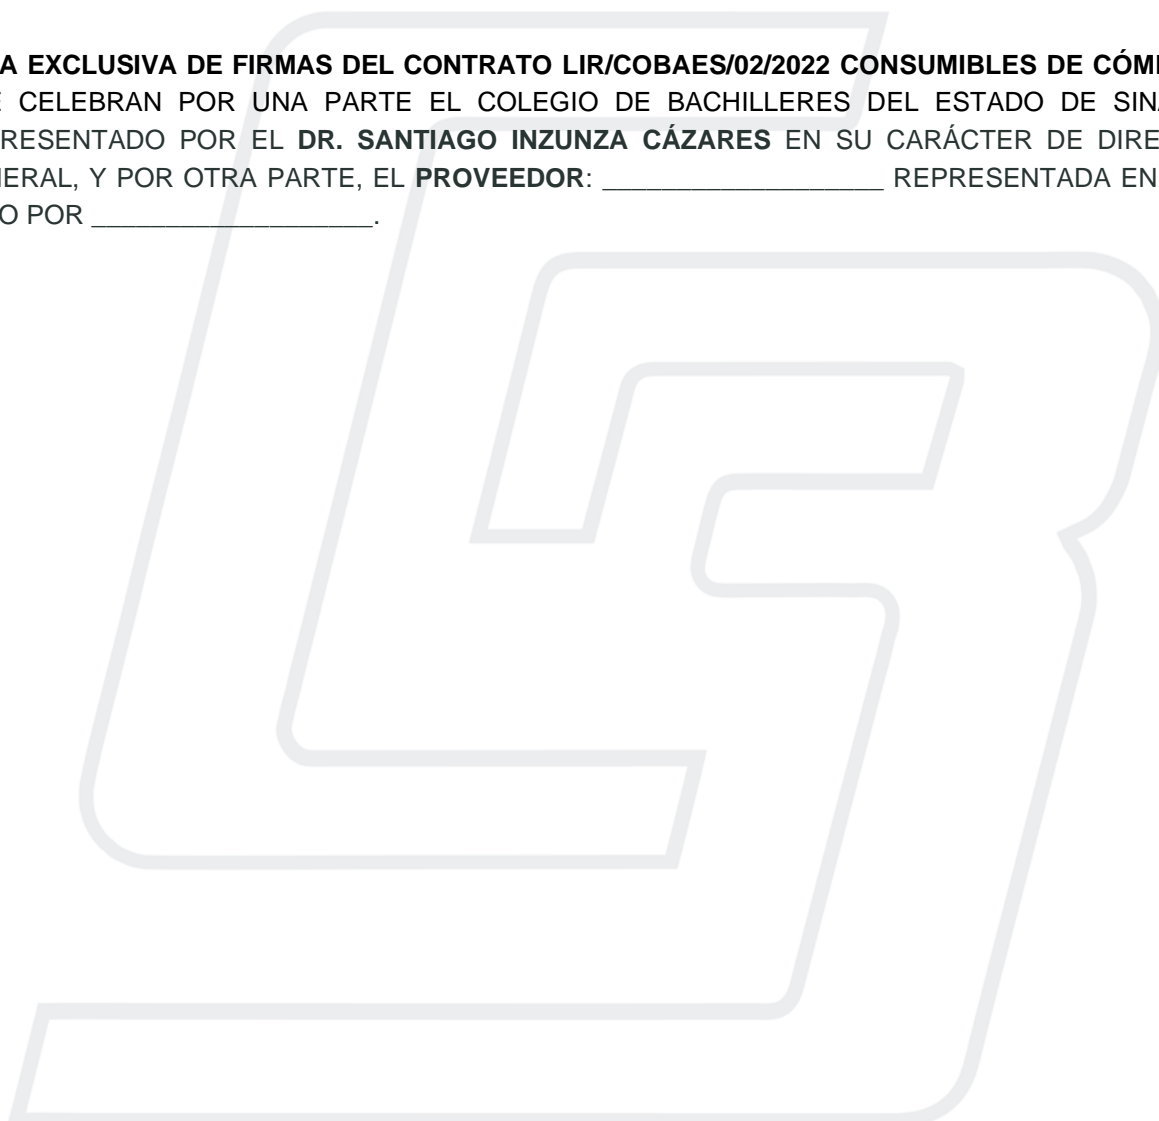 A EXCLUSIVA DE FIRMAS DEL CONTRATO LIR/COBAES/02/2022 CONSUMIBLES DE CÓM
CELEBRAN POR UNA PARTE EL COLEGIO DE BACHILLERES DEL ESTADO DE SIN
RESENTADO POR EL DR. SANTIAGO INZUNZA CÁZARES EN SU CARÁCTER DE DIRE
NERAL, Y POR OTRA PARTE, EL PROVEEDOR: ___________________ REPRESENTADA EN
O POR ___________________.